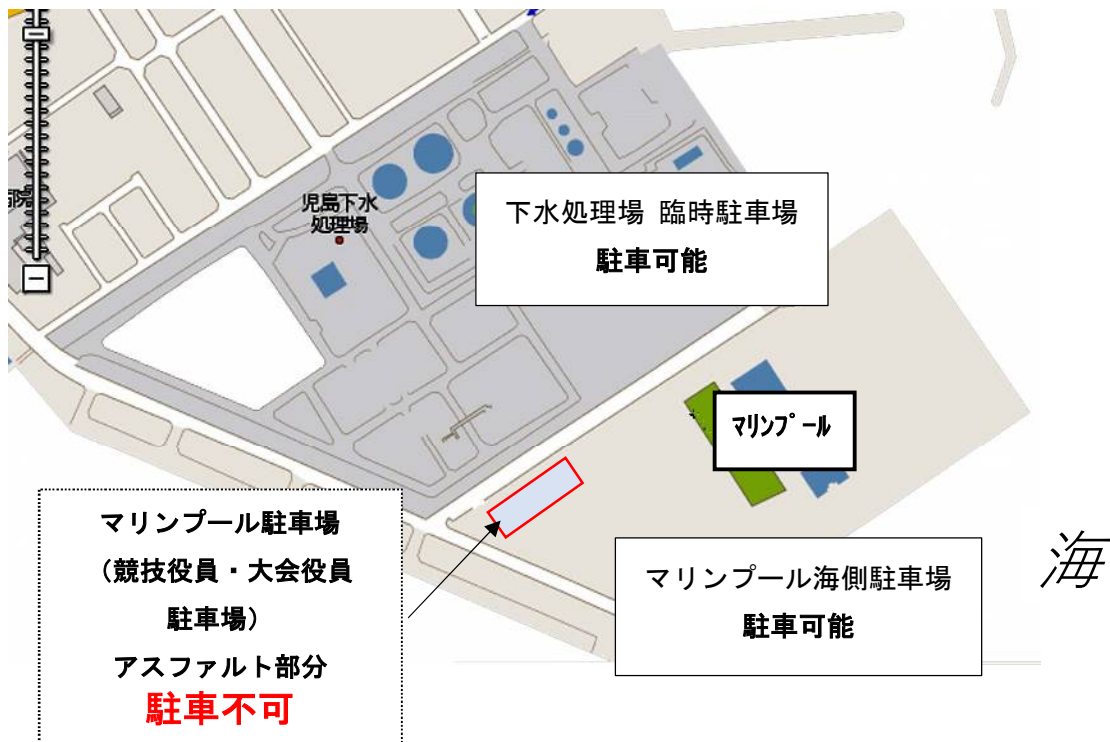 児島下水
処理場
下水処理場 臨時駐車場
駐車可能
マリンプール
マリンプール駐車場
（競技役員・大会役員
駐車場）
アスファルト部分
駐車不可
マリンプール海側駐車場
駐車可能
海